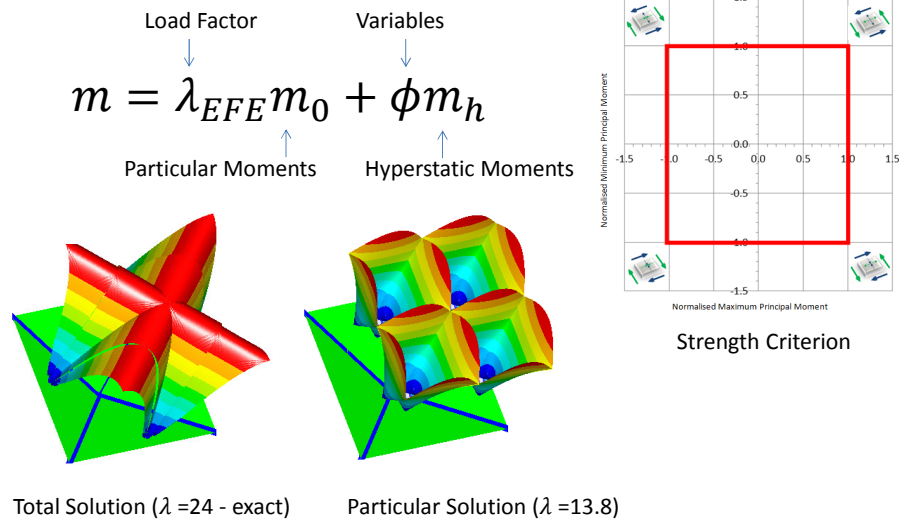 Load Factor
Variables
m = λ_EFE m₀ + ϕm_h
Particular Moments
Hyperstatic Moments
Normalised Minimum Principal Moment
1.0
0.5
0.0
-1.5 -1.0 -0.5 0.0 0.5 1.0 1.5
-0.5
-1.0
-1.5
Normalised Maximum Principal Moment
Strength Criterion
Total Solution (λ =24 - exact)
Particular Solution (λ =13.8)